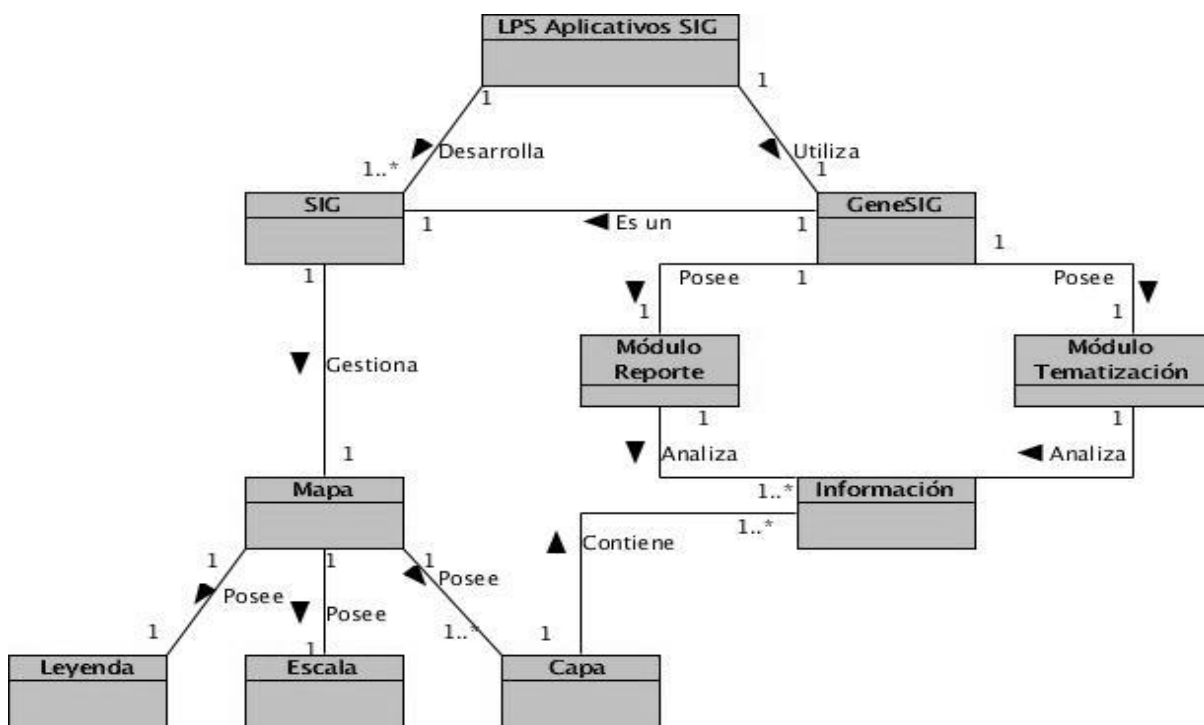 LPS Aplicativos SIG
1
1
Desarrolla
Utiliza
1..*
1
SIG
GeneSIG
1
Es un
1
1
1
Posee
1
Posee
1
1
Módulo
Reporte
Módulo
Tematización
Gestiona
1
1
Analiza
Analiza
1
Mapa
1..*
Información
1..*
Contiene
1
1
1
Posee
Posee
Posee
1
1
1..*
1
Leyenda
Escala
Capa